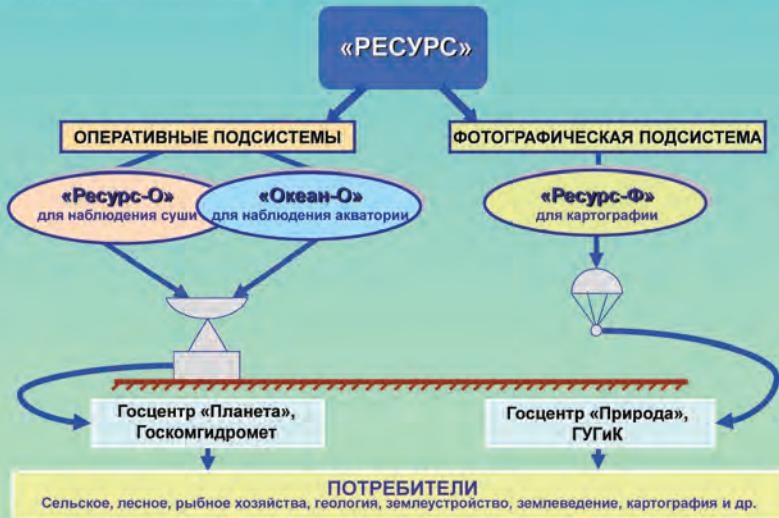 «РЕСУРС»
ОПЕРАТИВНЫЕ ПОДСИСТЕМЫ
ФОТОГРАФИЧЕСКАЯ ПОДСИСТЕМА
«Ресурс-О»
для наблюдения суши
«Океан-О»
для наблюдения акватории
«Ресурс-Ф»
для картографии
Госцентр «Планета»,
Госкомгидромет
Госцентр «Природа»,
ГУГиК
ПОТРЕБИТЕЛИ
Сельское, лесное, рыбное хозяйства, геология, землеустройство, землеведение, картография и др.